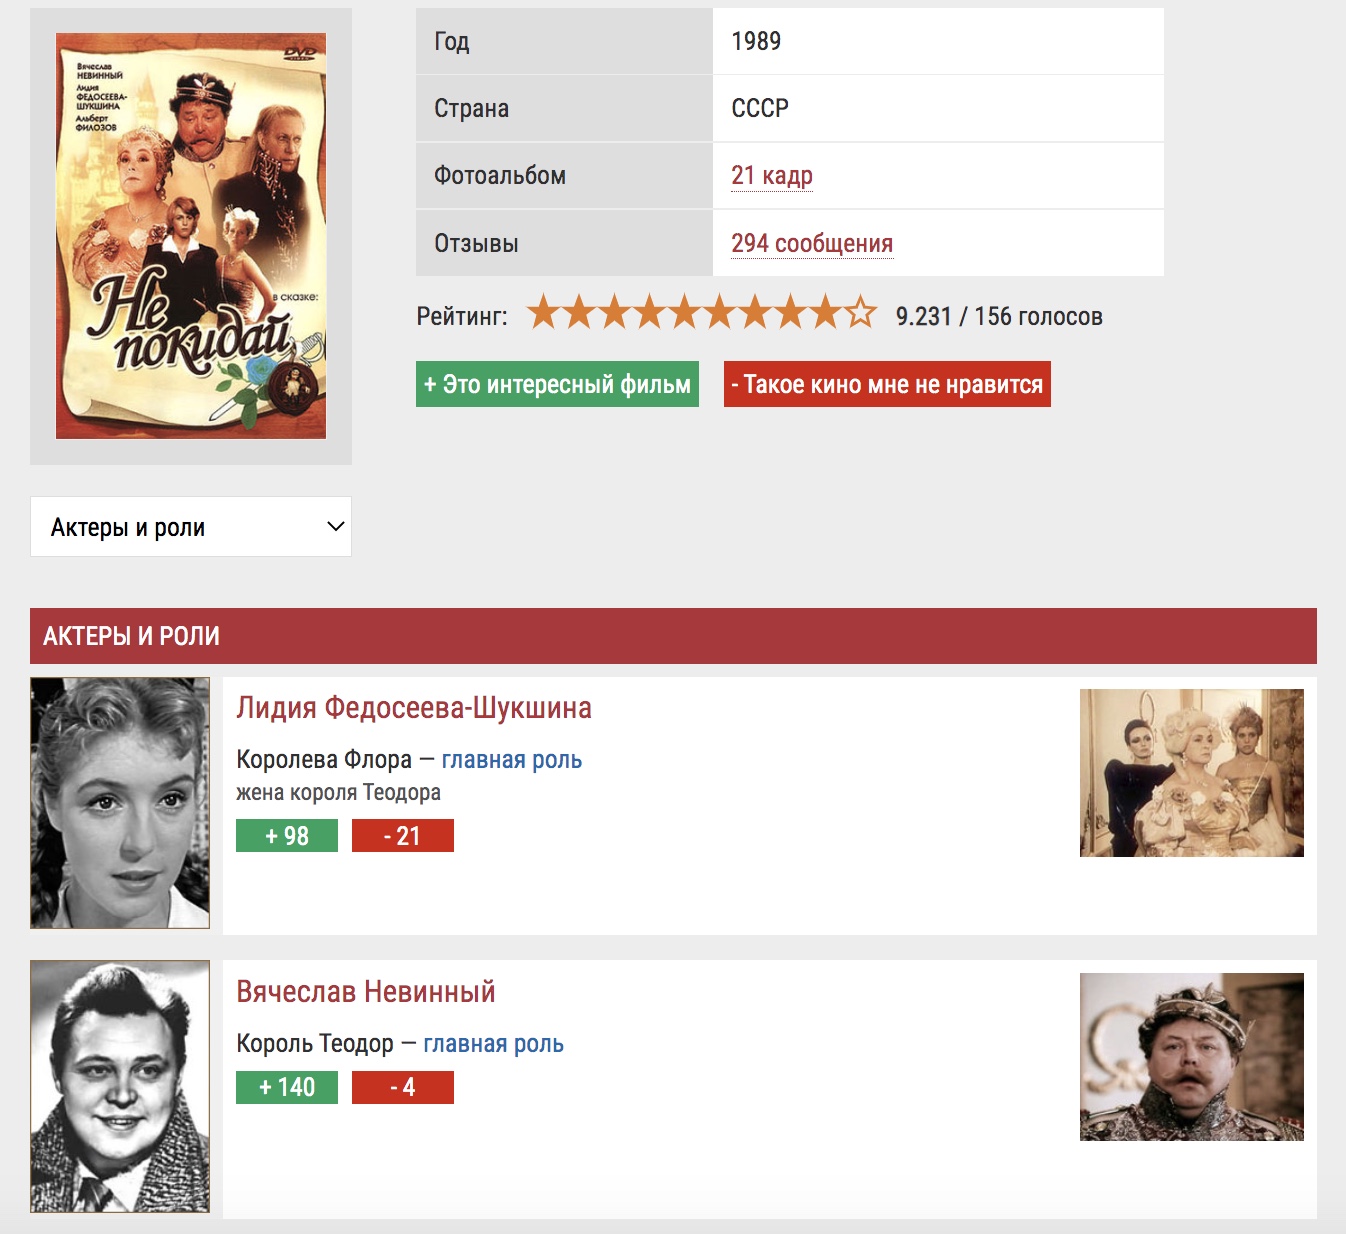 DVD
VIDEO
Вячеслав
НЕВИННЫЙ
Лидия
ФЕДОСЕЕВА-
ШУКШИНА
Альберт
ФИЛОЗОВ
в сказке:
Не
покидай
Год 1989
Страна СССР
Фотоальбом 21 кадр
Отзывы 294 сообщения
Рейтинг: 9.231 / 156 голосов
+ Это интересный фильм - Такое кино мне не нравится
Актеры и роли
АКТЕРЫ И РОЛИ
Лидия Федосеева-Шукшина
Королева Флора — главная роль
жена короля Теодора
+ 98 - 21
Вячеслав Невинный
Король Теодор — главная роль
+ 140 - 4